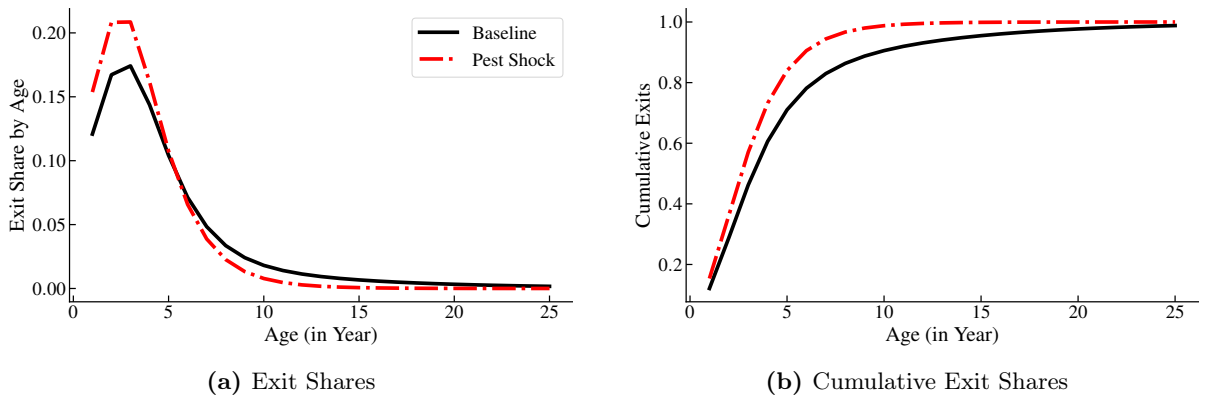 Exit Share by Age
0.20
0.15
0.10
0.05
0.00
Baseline
Pest Shock
0
5
10
15
20
25
Age (in Year)
(a) Exit Shares
Cumulative Exits
1.0
0.8
0.6
0.4
0.2
0
5
10
15
20
25
Age (in Year)
(b) Cumulative Exit Shares